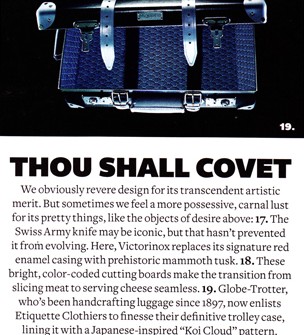 19.
THOU SHALL COVET
We obviously revere design for its transcendent artistic
merit. But sometimes we feel a more possessive, carnal lust
for its pretty things, like the objects of desire above: 17. The
Swiss Army knife may be iconic, but that hasn't prevented
it from evolving. Here, Victorinox replaces its signature red
enamel casing with prehistoric mammoth tusk. 18. These
bright, color-coded cutting boards make the transition from
slicing meat to serving cheese seamless. 19. Globe-Trotter,
who's been handcrafting luggage since 1897, now enlists
Etiquette Clothiers to finesse their definitive trolley case,
lining it with a Japanese-inspired “Koi Cloud” pattern.